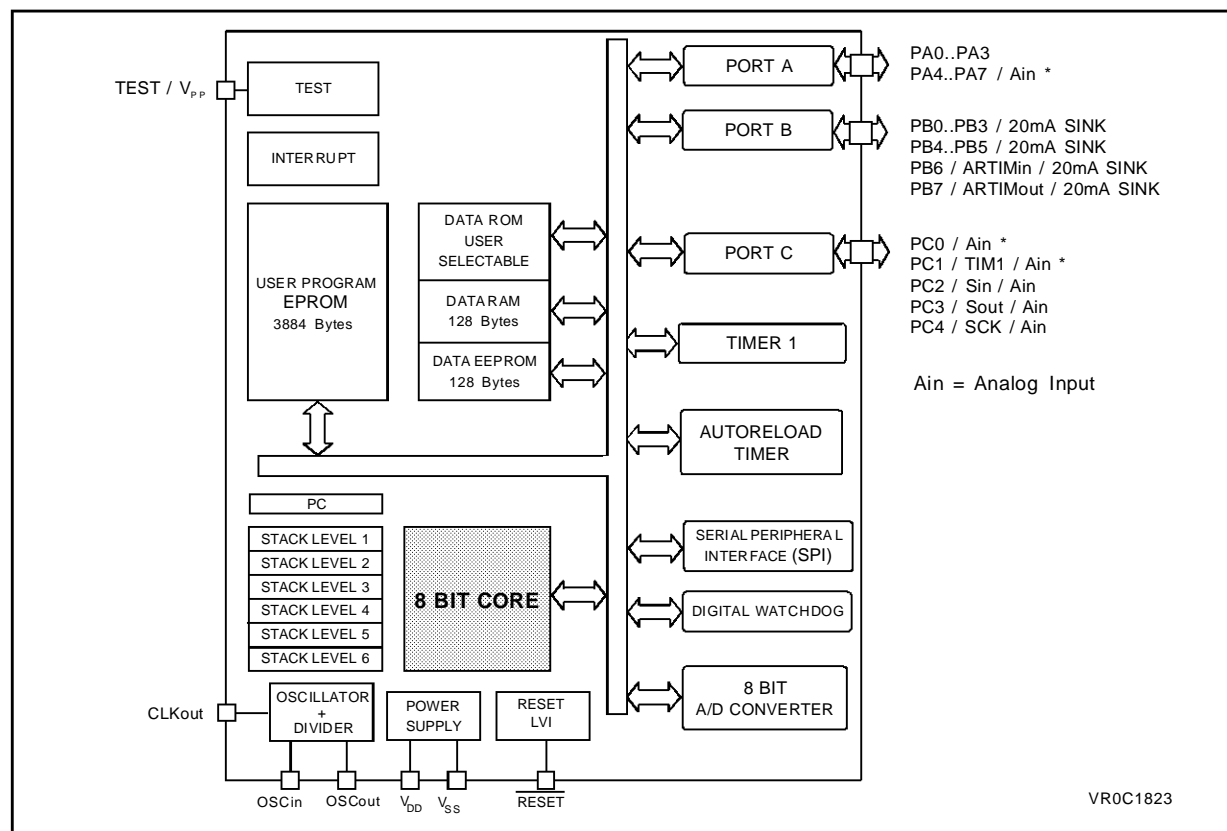 TEST / VPP
TEST
INTERRUPT
USER PROGRAM
EPROM
3884 Bytes
DATA ROM
USER
SELECTABLE
DATA RAM
128 Bytes
DATA EEPROM
128 Bytes
PC
STACK LEVEL 1
STACK LEVEL 2
STACK LEVEL 3
STACK LEVEL 4
STACK LEVEL 5
STACK LEVEL 6
8 BIT CORE
CLKout
OSCILLATOR
+
DIVIDER
POWER
SUPPLY
RESET
LVI
OSCin
OSCout
VDD
VSS
RESET
PORT A
PORT B
PORT C
TIMER 1
AUTORELOAD
TIMER
SERIAL PERIPHERAL
INTERFACE (SPI)
DIGITAL WATCHDOG
8 BIT
A/D CONVERTER
PA0..PA3
PA4..PA7 / Ain *
PB0..PB3 / 20mA SINK
PB4..PB5 / 20mA SINK
PB6 / ARTIMin / 20mA SINK
PB7 / ARTIMout / 20mA SINK
PC0 / Ain *
PC1 / TIM1 / Ain *
PC2 / Sin / Ain
PC3 / Sout / Ain
PC4 / SCK / Ain
Ain = Analog Input
VR0C1823